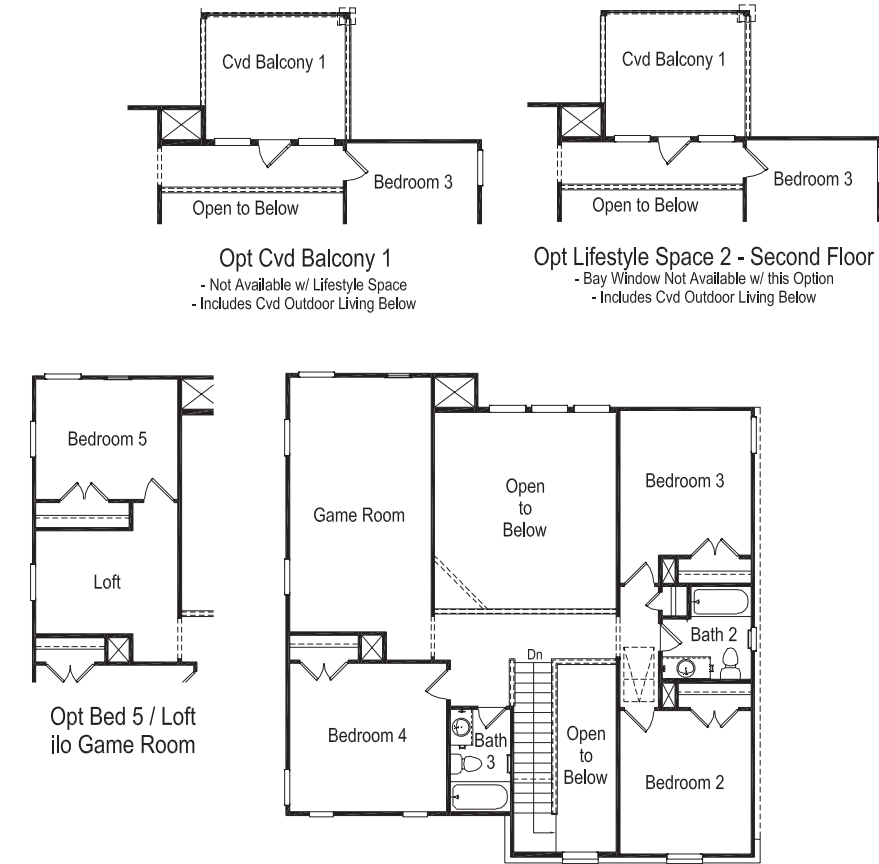 Cvd Balcony 1
Bedroom 3
Open to Below
Opt Cvd Balcony 1
- Not Available w/ Lifestyle Space
- Includes Cvd Outdoor Living Below
Cvd Balcony 1
Bedroom 3
Open to Below
Opt Lifestyle Space 2 - Second Floor
- Bay Window Not Available w/ this Option
- Includes Cvd Outdoor Living Below
Bedroom 5
Loft
Opt Bed 5 / Loft
ilo Game Room
Game Room
Open
to
Below
Bedroom 3
Bath 2
Dn
Bedroom 4
Bath
3
Open
to
Below
Bedroom 2